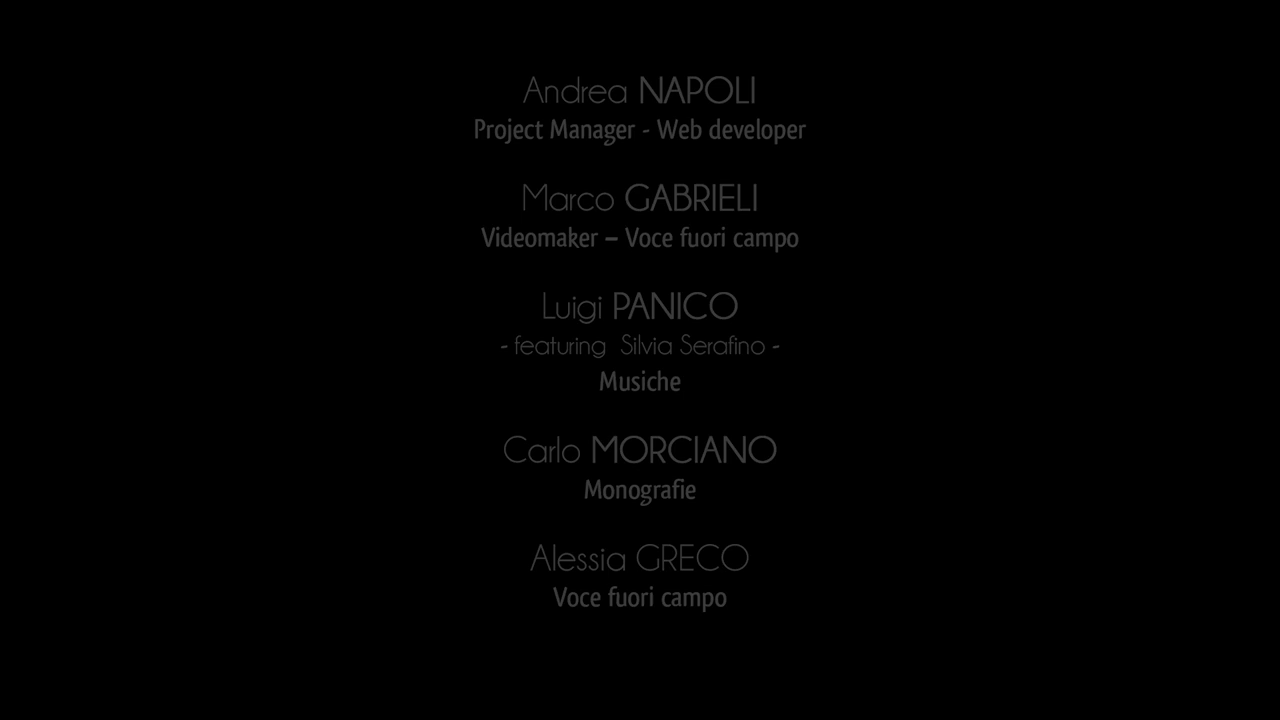 Andrea NAPOLI
Project Manager - Web developer
Marco GABRIELI
Videomaker – Voce fuori campo
Luigi PANICO
- featuring  Silvia Serafino -
Musiche
Carlo MORCIANO
Monografie
Alessia GRECO
Voce fuori campo